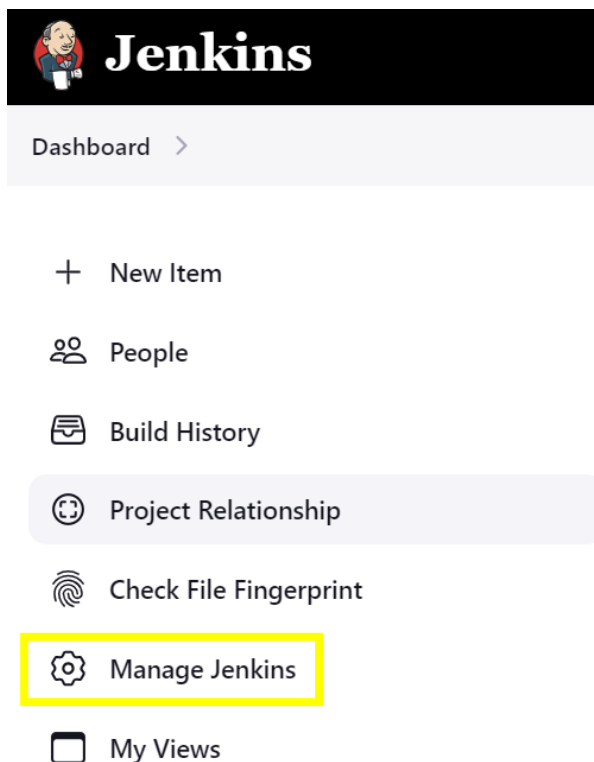 Jenkins
Dashboard
New Item
People
Build History
Project Relationship
Check File Fingerprint
Manage Jenkins
My Views